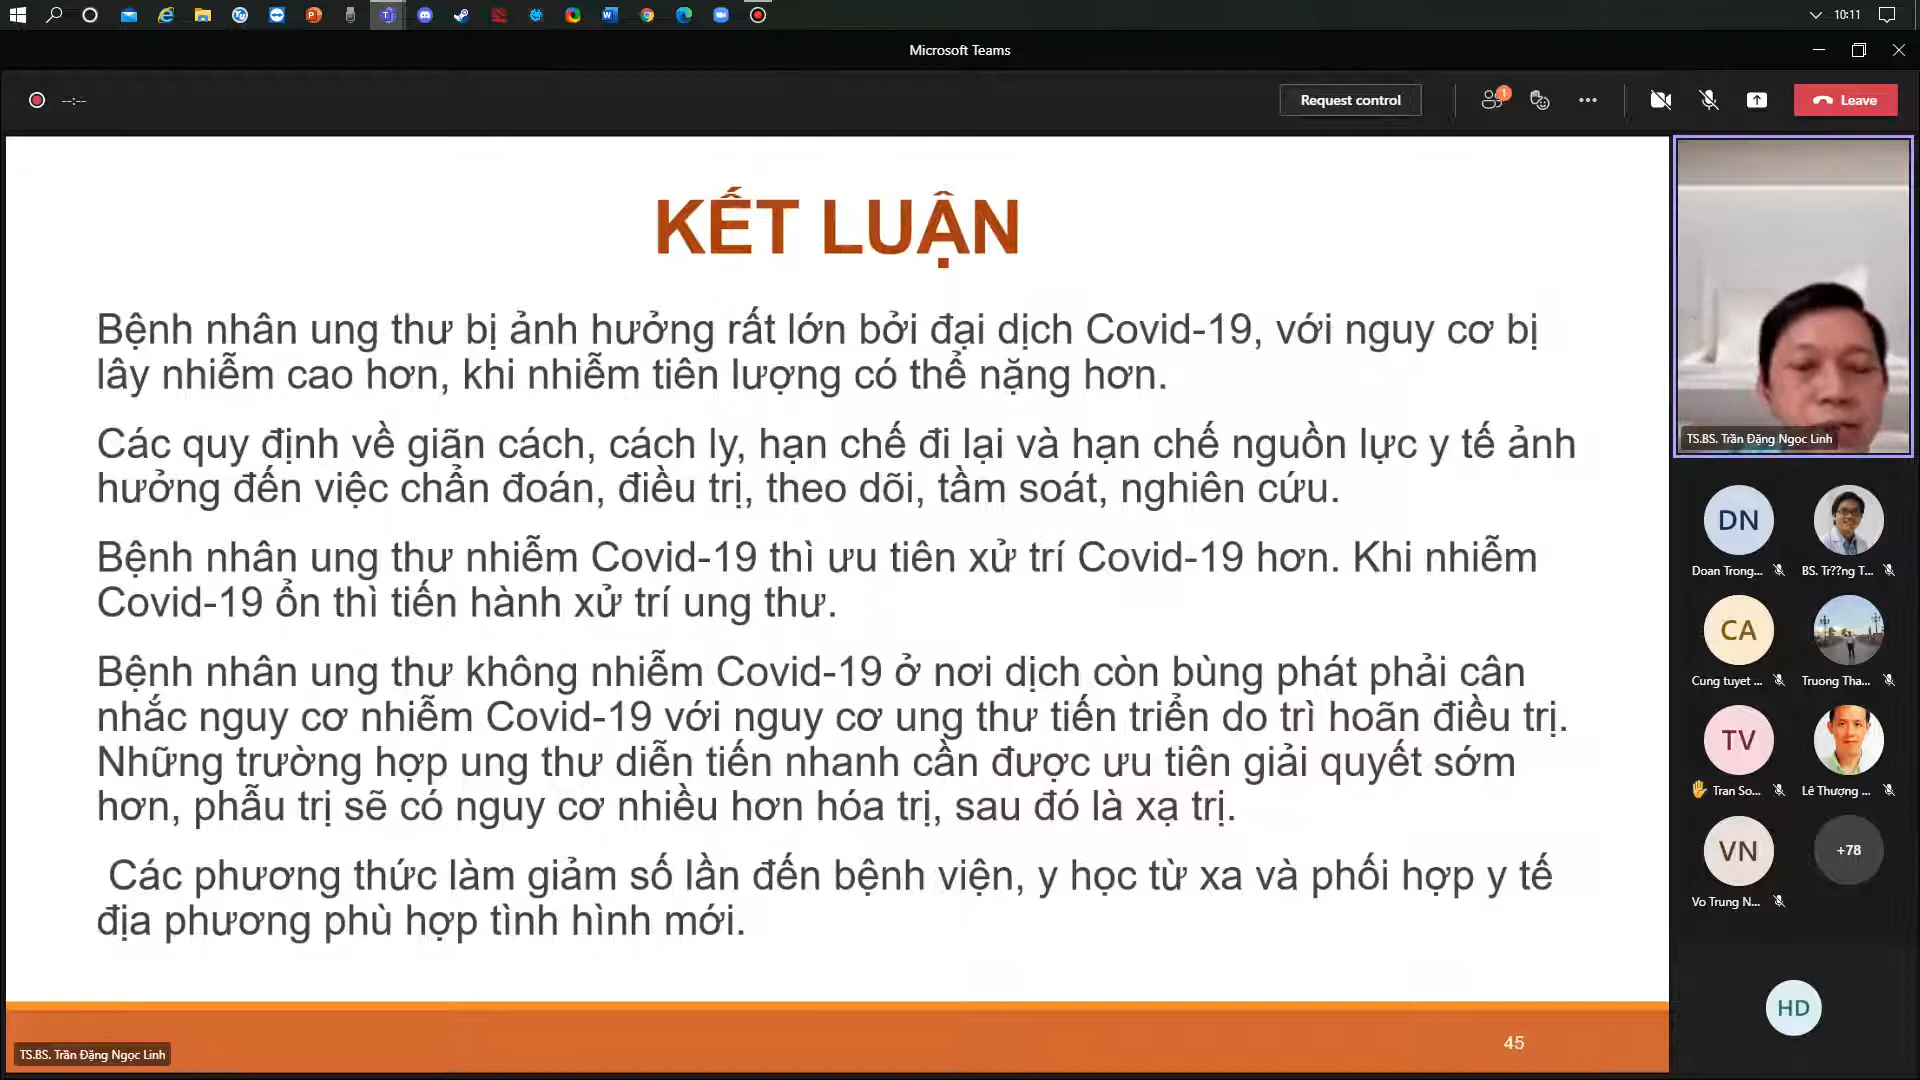 10:11
Microsoft Teams
--:--
Request control
1
Leave
KẾT LUẬN
Bệnh nhân ung thư bị ảnh hưởng rất lớn bởi đại dịch Covid-19, với nguy cơ bị
lây nhiễm cao hơn, khi nhiễm tiên lượng có thể nặng hơn.
Các quy định về giãn cách, cách ly, hạn chế đi lại và hạn chế nguồn lực y tế ảnh
hưởng đến việc chẩn đoán, điều trị, theo dõi, tầm soát, nghiên cứu.
Bệnh nhân ung thư nhiễm Covid-19 thì ưu tiên xử trí Covid-19 hơn. Khi nhiễm
Covid-19 ổn thì tiến hành xử trí ung thư.
Bệnh nhân ung thư không nhiễm Covid-19 ở nơi dịch còn bùng phát phải cân
nhắc nguy cơ nhiễm Covid-19 với nguy cơ ung thư tiến triển do trì hoãn điều trị.
Những trường hợp ung thư diễn tiến nhanh cần được ưu tiên giải quyết sớm
hơn, phẫu trị sẽ có nguy cơ nhiều hơn hóa trị, sau đó là xạ trị.
Các phương thức làm giảm số lần đến bệnh viện, y học từ xa và phối hợp y tế
địa phương phù hợp tình hình mới.
45
TS.BS. Trần Đặng Ngọc Linh
TS.BS. Trần Đặng Ngọc Linh
DN
Doan Trong...
BS. Tr??ng T...
CA
Cung tuyet ...
Truong Tha...
TV
Tran So...
Lê Thượng ...
VN
+78
Vo Trung N...
HD